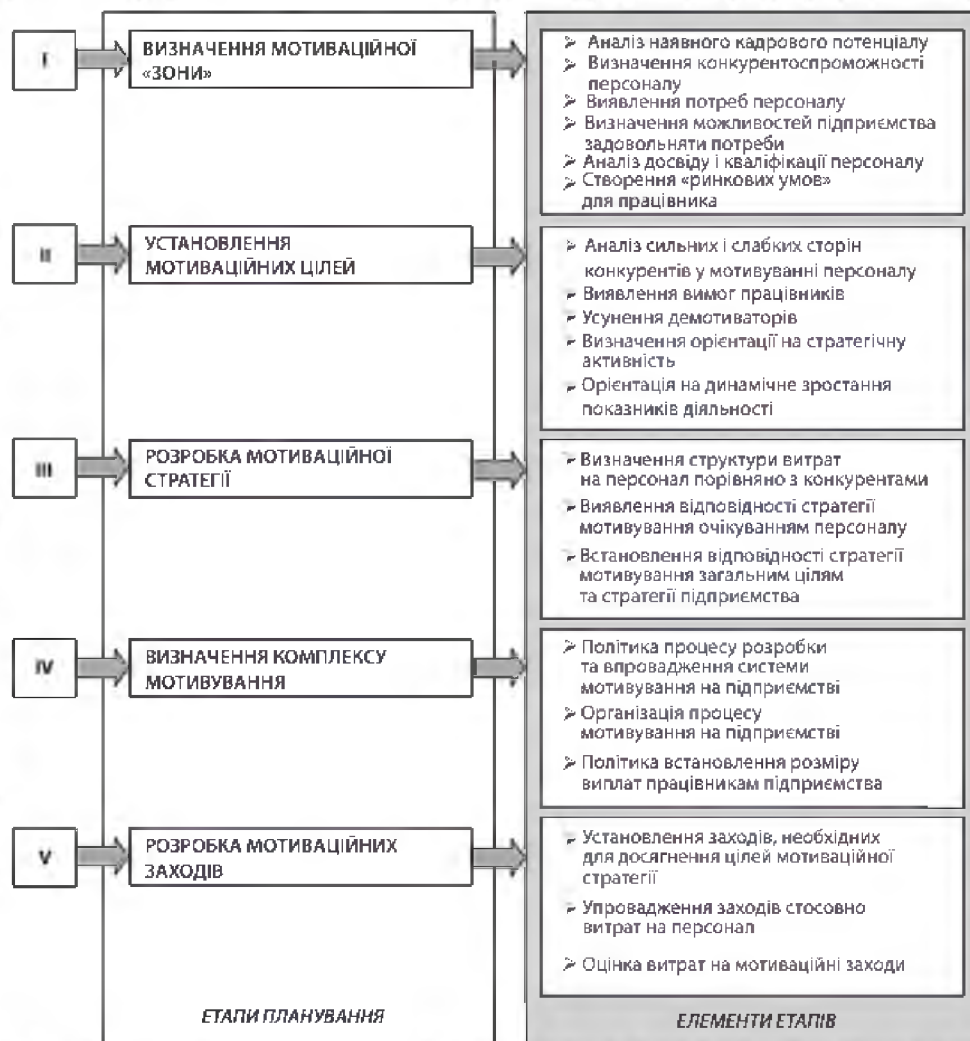 I
ВИЗНАЧЕННЯ МОТИВАЦІЙНОЇ
«ЗОНИ»
➢ Аналіз наявного кадрового потенціалу
➢ Визначення конкурентоспроможності
персоналу
➢ Виявлення потреб персоналу
➢ Визначення можливостей підприємства
задовольняти потреби
➢ Аналіз досвіду і кваліфікації персоналу
➢ Створення «ринкових умов»
для працівника
II
УСТАНОВЛЕННЯ
МОТИВАЦІЙНИХ ЦІЛЕЙ
➢ Аналіз сильних і слабких сторін
конкурентів у мотивуванні персоналу
➢ Виявлення вимог працівників
➢ Усунення демотиваторів
➢ Визначення орієнтації на стратегічну
активність
➢ Орієнтація на динамічне зростання
показників діяльності
III
РОЗРОБКА МОТИВАЦІЙНОЇ
СТРАТЕГІЇ
➢ Визначення структури витрат
на персонал порівняно з конкурентами
➢ Виявлення відповідності стратегії
мотивування очікуванням персоналу
➢ Встановлення відповідності стратегії
мотивування загальним цілям
та стратегії підприємства
IV
ВИЗНАЧЕННЯ КОМПЛЕКСУ
МОТИВУВАННЯ
➢ Політика процесу розробки
та впровадження системи
мотивування на підприємстві
➢ Організація процесу
мотивування на підприємстві
➢ Політика встановлення розміру
виплат працівникам підприємства
V
РОЗРОБКА МОТИВАЦІЙНИХ
ЗАХОДІВ
➢ Установлення заходів, необхідних
для досягнення цілей мотиваційної
стратегії
➢ Упровадження заходів стосовно
витрат на персонал
➢ Оцінка витрат на мотиваційні заходи
ЕТАПИ ПЛАНУВАННЯ
ЕЛЕМЕНТИ ЕТАПІВ